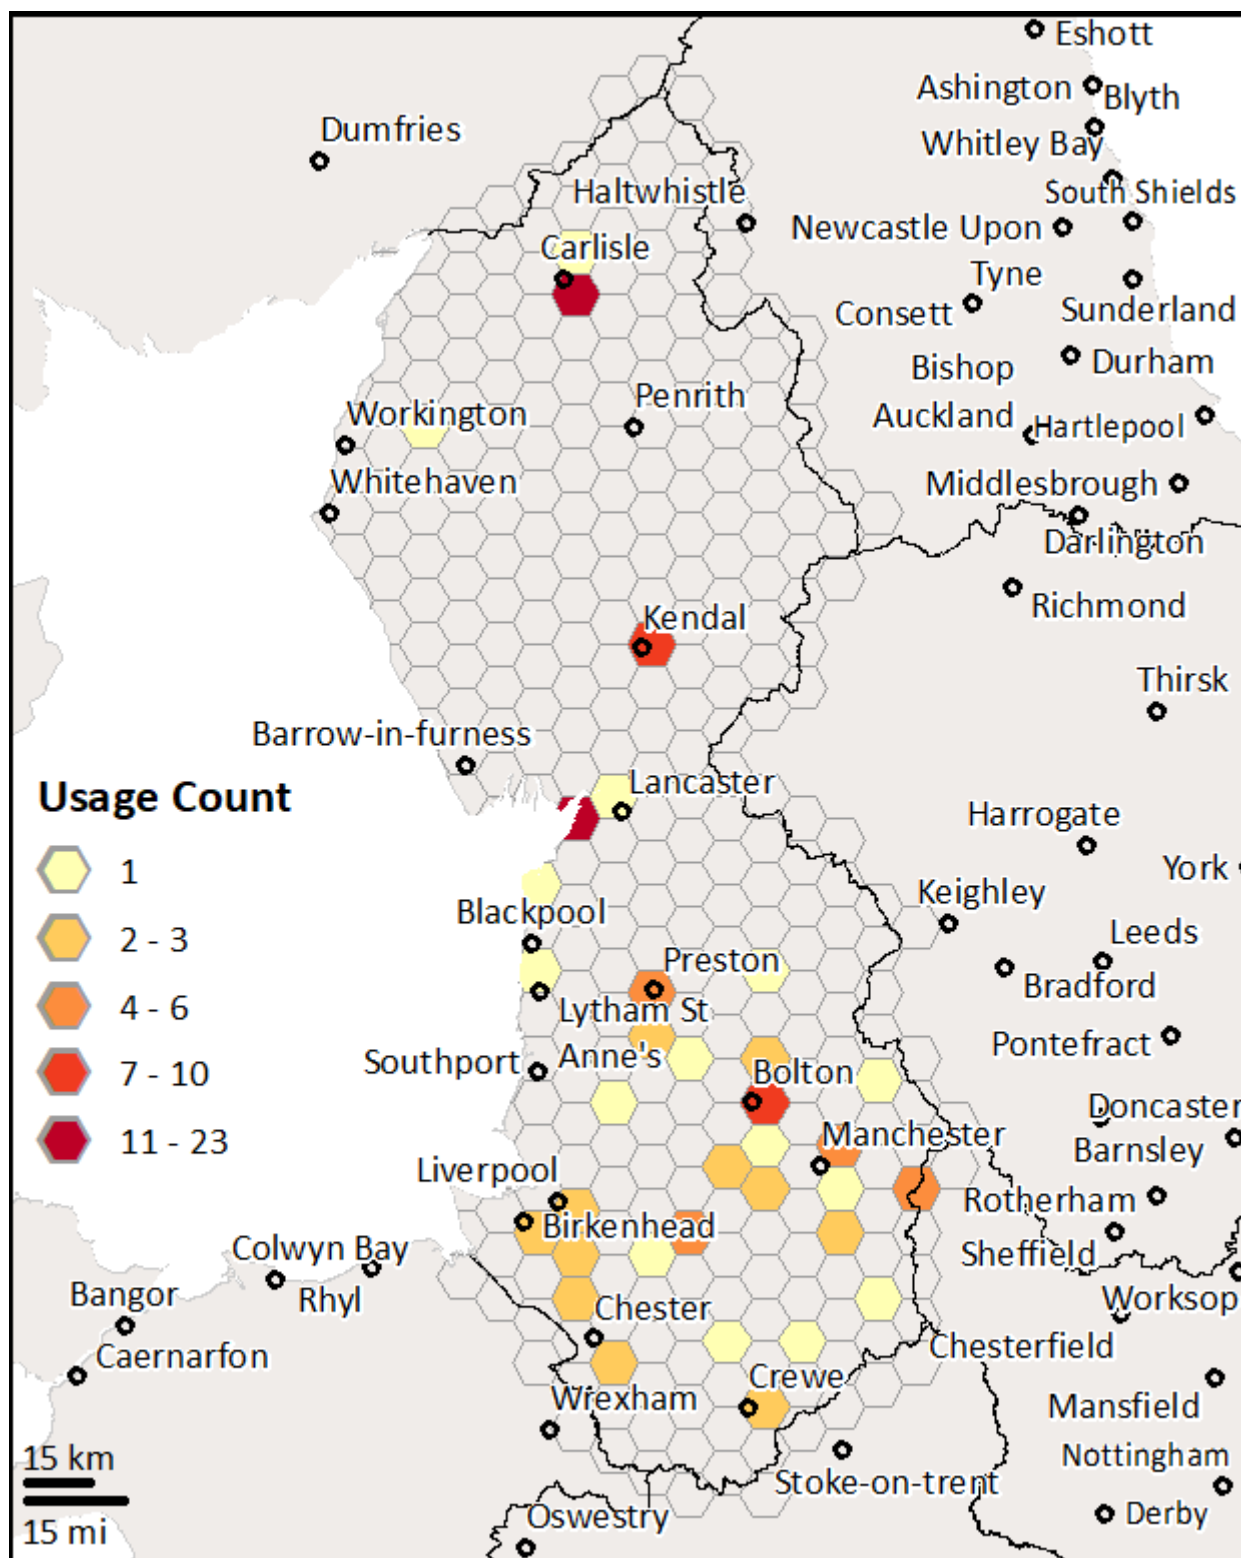 Eshott
Ashington
Blyth
Dumfries
Whitley Bay
Haltwhistle
South Shields
Newcastle Upon
Tyne
Carlisle
Consett
Sunderland
Bishop
Auckland
Durham
Penrith
Workington
Hartlepool
Whitehaven
Middlesbrough
Darlington
Richmond
Kendal
Thirsk
Barrow-in-furness
Lancaster
Usage Count
1
2 - 3
4 - 6
7 - 10
11 - 23
Harrogate
York
Keighley
Blackpool
Leeds
Preston
Bradford
Lytham St
Anne's
Pontefract
Southport
Bolton
Doncaster
Manchester
Barnsley
Liverpool
Rotherham
Birkenhead
Sheffield
Colwyn Bay
Rhyl
Bangor
Worksop
Chester
Caernarfon
Chesterfield
Crewe
Wrexham
Mansfield
Nottingham
15 km
15 mi
Stoke-on-trent
Oswestry
Derby